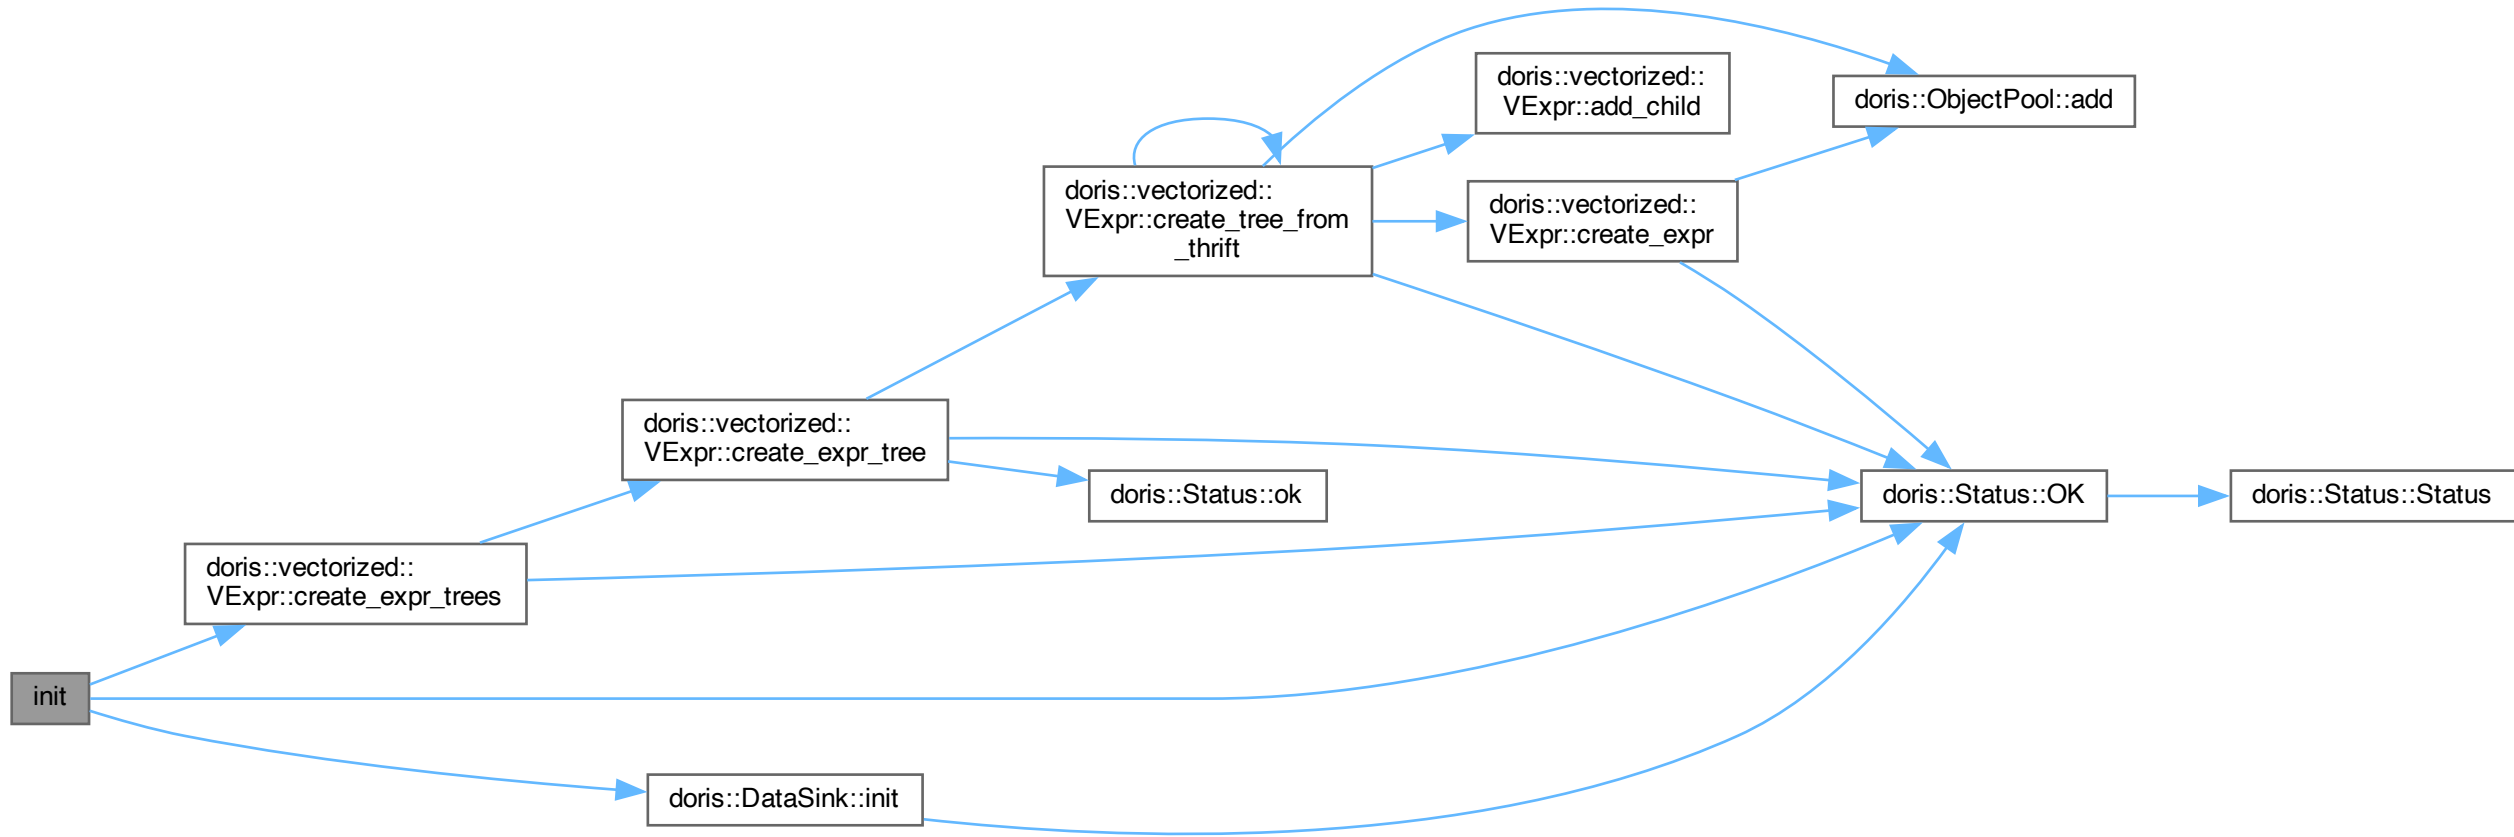 init
doris::vectorized::
VExpr::create_expr_trees
doris::vectorized::
VExpr::create_expr_tree
doris::vectorized::
VExpr::create_tree_from
_thrift
doris::vectorized::
VExpr::add_child
doris::vectorized::
VExpr::create_expr
doris::ObjectPool::add
doris::Status::ok
doris::Status::OK
doris::Status::Status
doris::DataSink::init